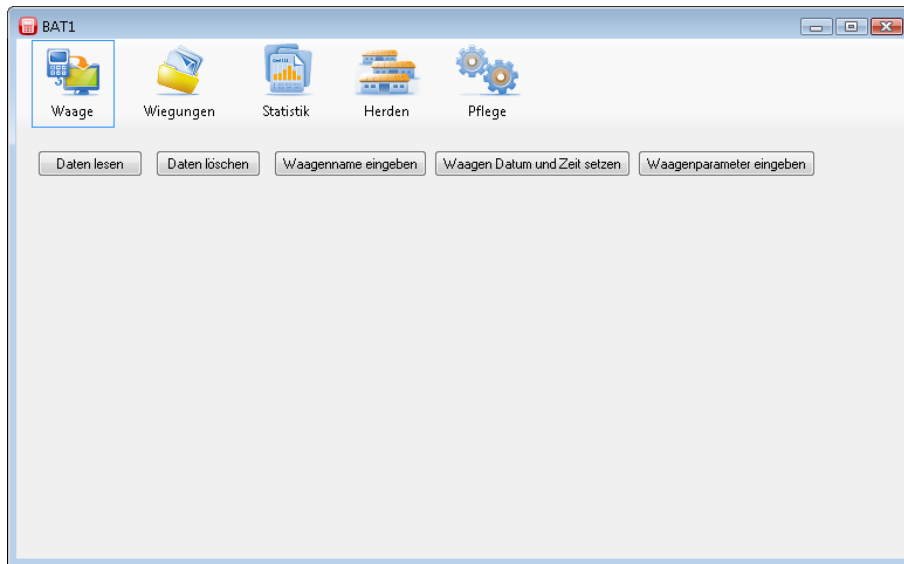 BAT1
Waage Wiegungen Statistik Herden Pflege
Daten lesen Daten löschen Waagenname eingeben Waagen Datum und Zeit setzen Waagenparameter eingeben